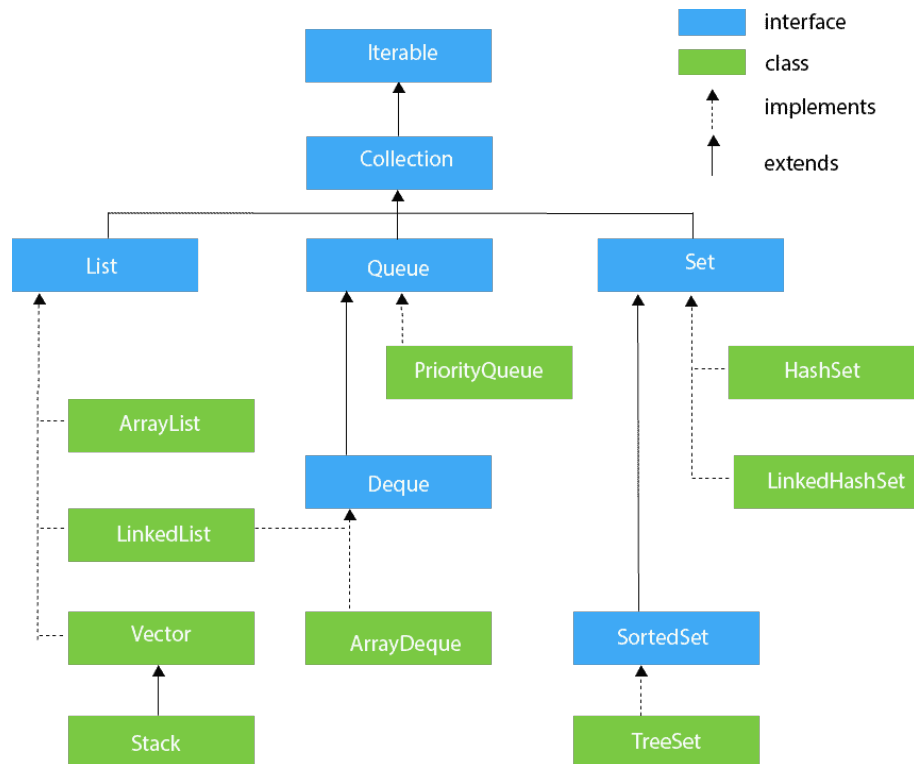 Iterable
interface
class
implements
extends
Collection
List
Queue
Set
PriorityQueue
HashSet
ArrayList
Deque
LinkedHashSet
LinkedList
Vector
ArrayDeque
SortedSet
Stack
TreeSet